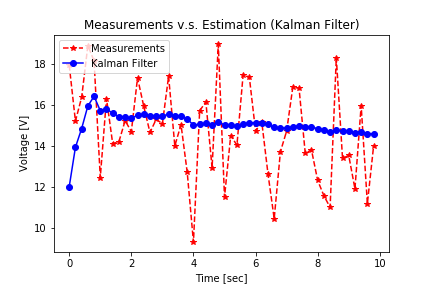 Measurements v.s. Estimation (Kalman Filter)
Measurements
Kalman Filter
18
16
14
12
10
Voltage [V]
0
2
4
6
8
10
Time [sec]